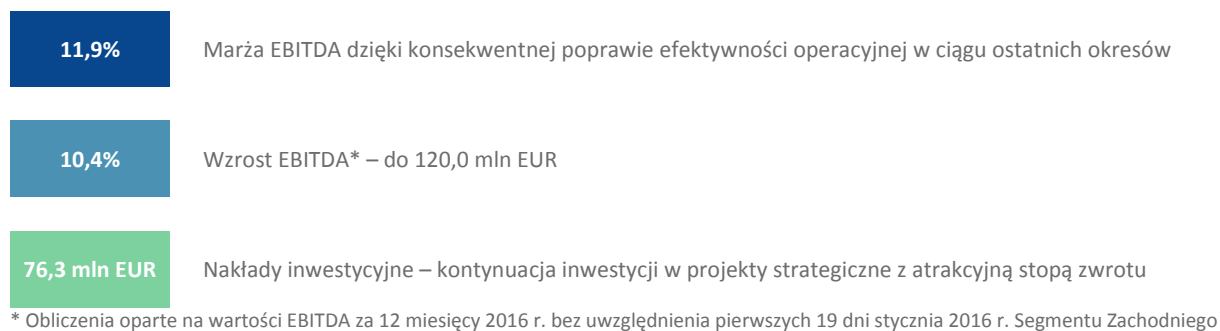 11,9% Marża EBITDA dzięki konsekwentnej poprawie efektywności operacyjnej w ciągu ostatnich okresów
10,4% Wzrost EBITDA* – do 120,0 mln EUR
76,3 mln EUR Nakłady inwestycyjne – kontynuacja inwestycji w projekty strategiczne z atrakcyjną stopą zwrotu
* Obliczenia oparte na wartości EBITDA za 12 miesięcy 2016 r. bez uwzględnienia pierwszych 19 dni stycznia 2016 r. Segmentu Zachodniego